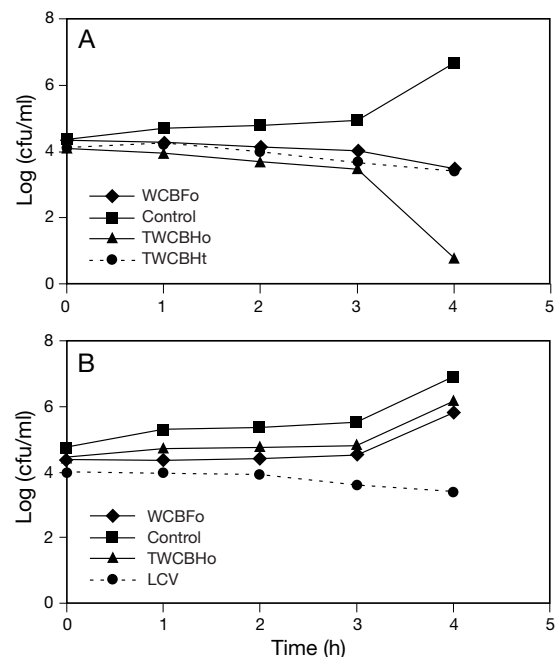 A
Log (cfu/ml)
8
6
4
2
0
WCBFo
Control
TWCBHo
TWCBHt
0 1 2 3 4 5
B
Log (cfu/ml)
8
6
4
2
0
WCBFo
Control
TWCBHo
LCV
0 1 2 3 4 5
Time (h)